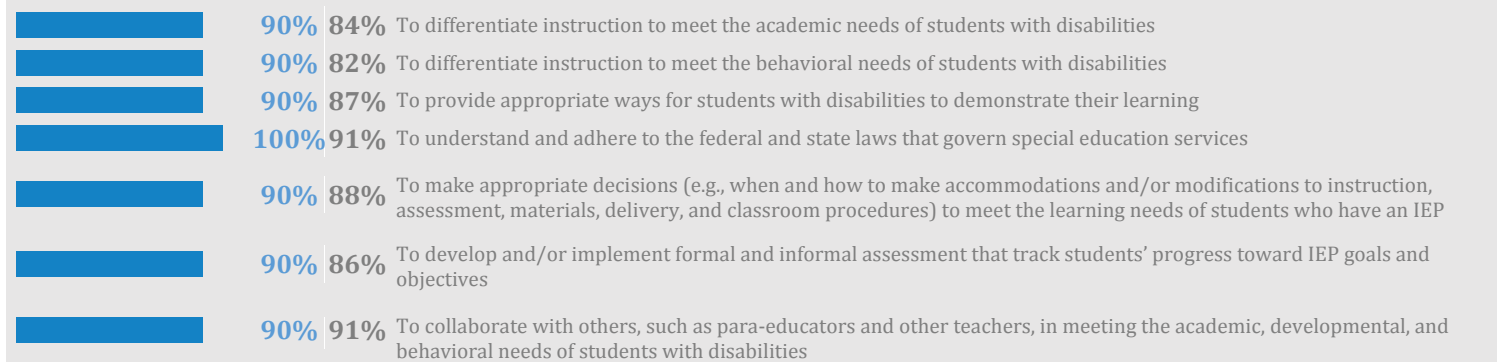 90% 84% To differentiate instruction to meet the academic needs of students with disabilities
90% 82% To differentiate instruction to meet the behavioral needs of students with disabilities
90% 87% To provide appropriate ways for students with disabilities to demonstrate their learning
100% 91% To understand and adhere to the federal and state laws that govern special education services
90% 88% To make appropriate decisions (e.g., when and how to make accommodations and/or modifications to instruction,
assessment, materials, delivery, and classroom procedures) to meet the learning needs of students who have an IEP
90% 86% To develop and/or implement formal and informal assessment that track students’ progress toward IEP goals and
objectives
90% 91% To collaborate with others, such as para-educators and other teachers, in meeting the academic, developmental, and
behavioral needs of students with disabilities